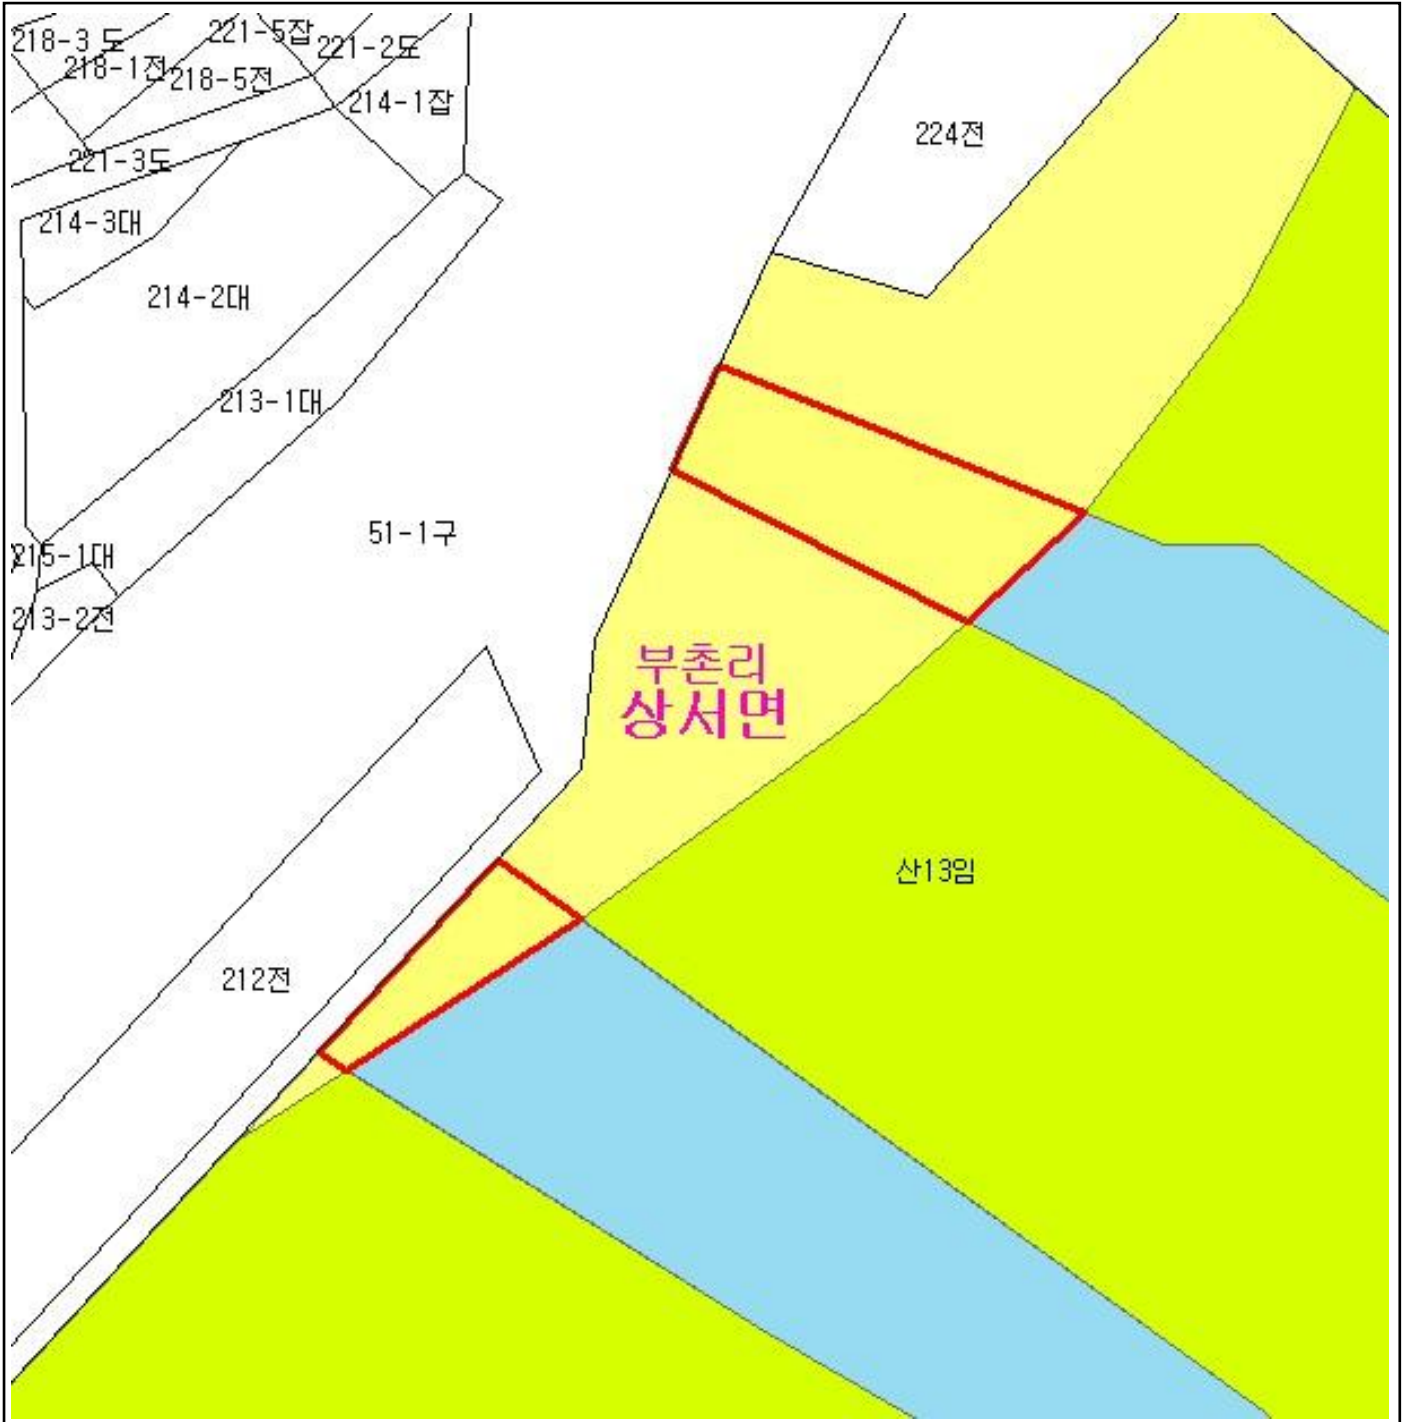 218-3 도
221-5잡
221-2도
218-1전
218-5전
214-1잡
224전
221-3도
214-3대
214-2대
213-1대
51-1구
215-1대
213-2전
부촌리
상서면
산13임
212전